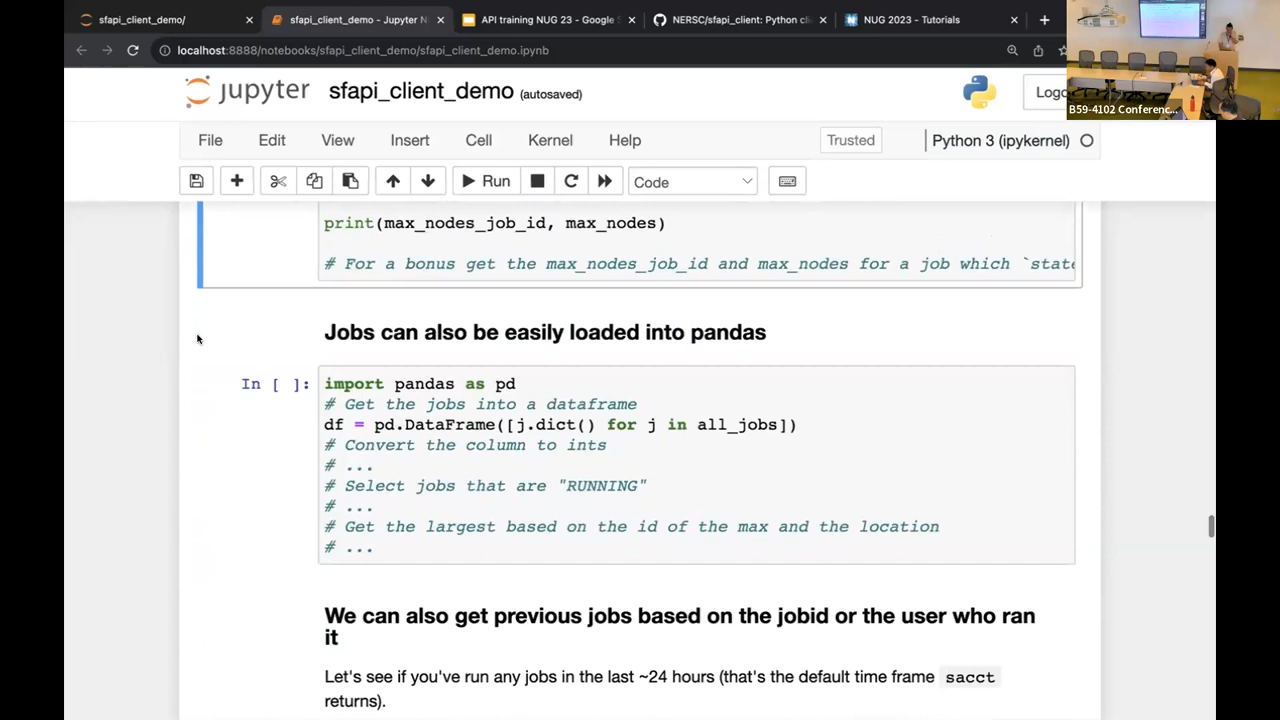 sfapi_client_demo/
sfapi_client_demo - Jupyter N
API training NUG 23 - Google S
NERSC/sfapi_client: Python cli
NUG 2023 - Tutorials
localhost:8888/notebooks/sfapi_client_demo/sfapi_client_demo.ipynb
B59-4102 Conferenc...
jupyter sfapi_client_demo (autosaved)
Logo
File Edit View Insert Cell Kernel Help Trusted Python 3 (ipykernel)
Run Code
print(max_nodes_job_id, max_nodes)
# For a bonus get the max_nodes_job_id and max_nodes for a job which `state
Jobs can also be easily loaded into pandas
In [ ]: import pandas as pd
# Get the jobs into a dataframe
df = pd.DataFrame([j.dict() for j in all_jobs])
# Convert the column to ints
# ...
# Select jobs that are "RUNNING"
# ...
# Get the largest based on the id of the max and the location
# ...
We can also get previous jobs based on the jobid or the user who ran
it
Let's see if you've run any jobs in the last ~24 hours (that's the default time frame sacct
returns).